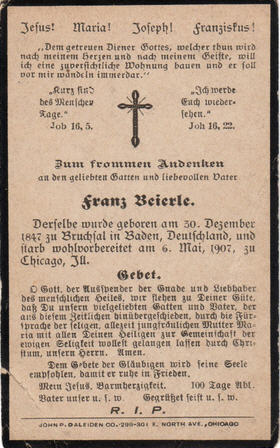 Jesus! Maria! Joseph! Franziskus!
„Dem getreuen Diener Gottes, welcher thun wird
nach meinem Herzen und nach meinem Geiste, will
ich eine zuversichtliche Wohnung bauen und er soll
vor mir wandeln immerdar.“
„Kurz sind
des Menschen
Tage.“
Job 16, 5.
„Ich werde
Euch wieder-
sehen.“
Job 16, 22.
Zum frommen Andenken
an den geliebten Gatten und liebevollen Vater
Franz Beierle.
Derselbe wurde geboren am 30. Dezember
1847 zu Bruchsal in Baden, Deutschland, und
starb wohlvorbereitet am 6. Mai, 1907, zu
Chicago, Ill.
Gebet.
O Gott, der Ausspender der Gnade und Liebhaber
des menschlichen Heiles, wir flehen zu Deiner Güte,
daß Du, unsern vielgeliebten Gatten und Vater, der
aus diesem Zeitlichen hinübergeschieden, durch die Für-
sprache der seligen, allezeit jungfräulichen Mutter Maria
mit allen Deinen Heiligen zur Gemeinschaft der
ewigen Seligkeit wollest gelangen lassen durch
Christum, unsern Herrn. Amen.
Dem Gebete der Gläubigen wird seine Seele
empfohlen, damit er ruhe in Frieden.
Mein Jesus, Barmherzigkeit. 100 Tage Abl.
Vater unser u. s. w. Gegrüßet seist u. s. w.
R. I. P.
JOHN P. DALEIDEN CO.-299-301 E. NORTH AVE., CHICAGO